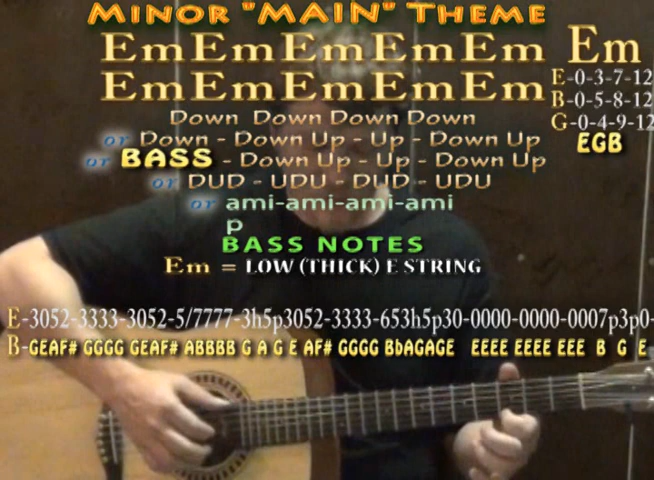 MINOR "MAIN" THEME
EmEmEmEmEm Em
EmEmEmEmEm E-0-3-7-12
B-0-5-8-12
Down Down Down Down G-0-4-9-12
or Down - Down Up - Up - Down Up EGB
or BASS - Down Up - Up - Down Up
or DUD - UDU - DUD - UDU
or ami-ami-ami-ami
p
BASS NOTES
Em = LOW (THICK) E STRING
E-3052-3333-3052-5/7777-3h5p3052-3333-653h5p30-0000-0000-0007p3p0-
B-GEAF# GGGG GEAF# ABBBB G A G E AF# GGGG BbAGAGE EEEE EEEE EEE B G E